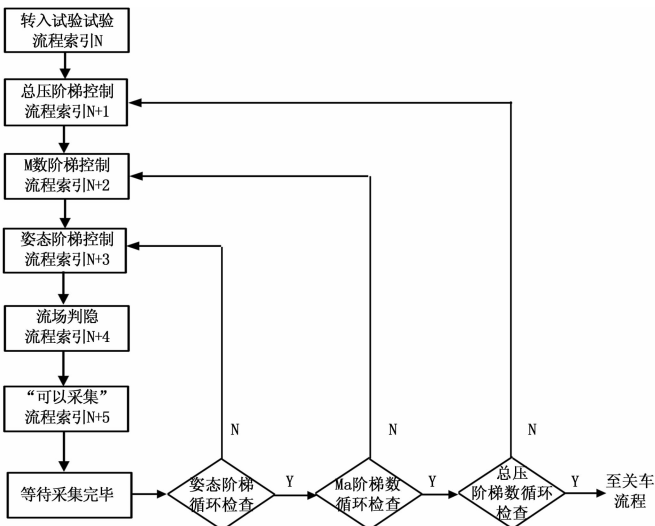 转入试验试验
流程索引N
总压阶梯控制
流程索引N+1
M数阶梯控制
流程索引N+2
姿态阶梯控制
流程索引N+3
流场判隐
流程索引N+4
“可以采集”
流程索引N+5
等待采集完毕
姿态阶梯
循环检查
N
Y
Ma阶梯数
循环检查
N
Y
总压
阶梯数循环
检查
N
Y
至关车
流程